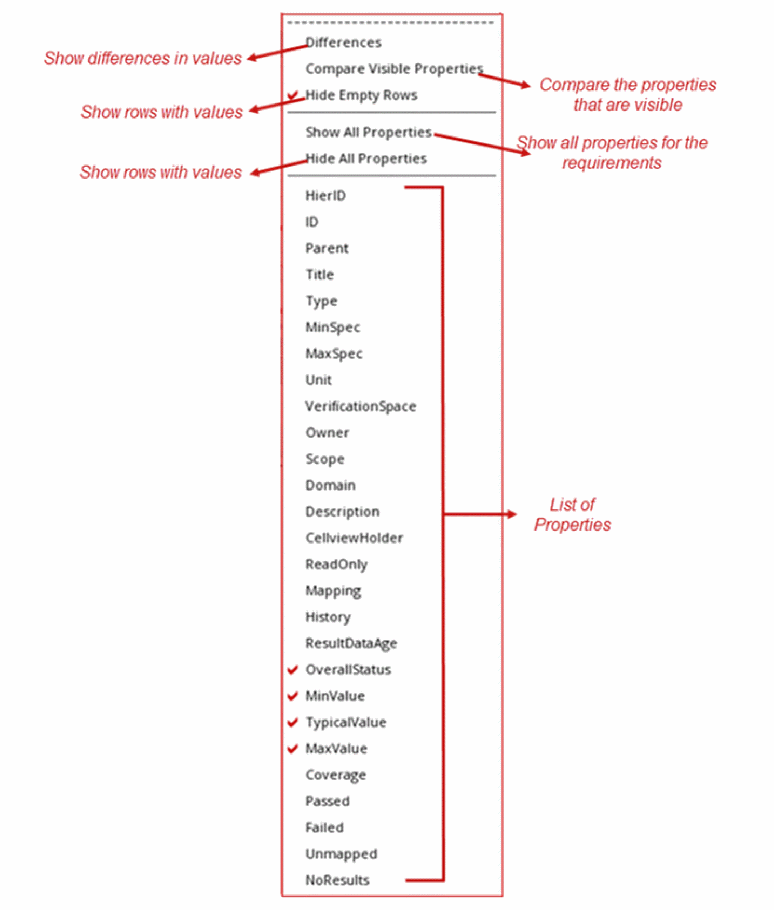 Differences
Show differences in values
Compare Visible Properties
Compare the properties
that are visible
Hide Empty Rows
Show rows with values
Show All Properties
Show all properties for the
requirements
Hide All Properties
Show rows with values
HierID
ID
Parent
Title
Type
MinSpec
MaxSpec
Unit
VerificationSpace
Owner
Scope
Domain
Description
List of
Properties
CellviewHolder
ReadOnly
Mapping
History
ResultDataAge
OverallStatus
MinValue
TypicalValue
MaxValue
Coverage
Passed
Failed
Unmapped
NoResults